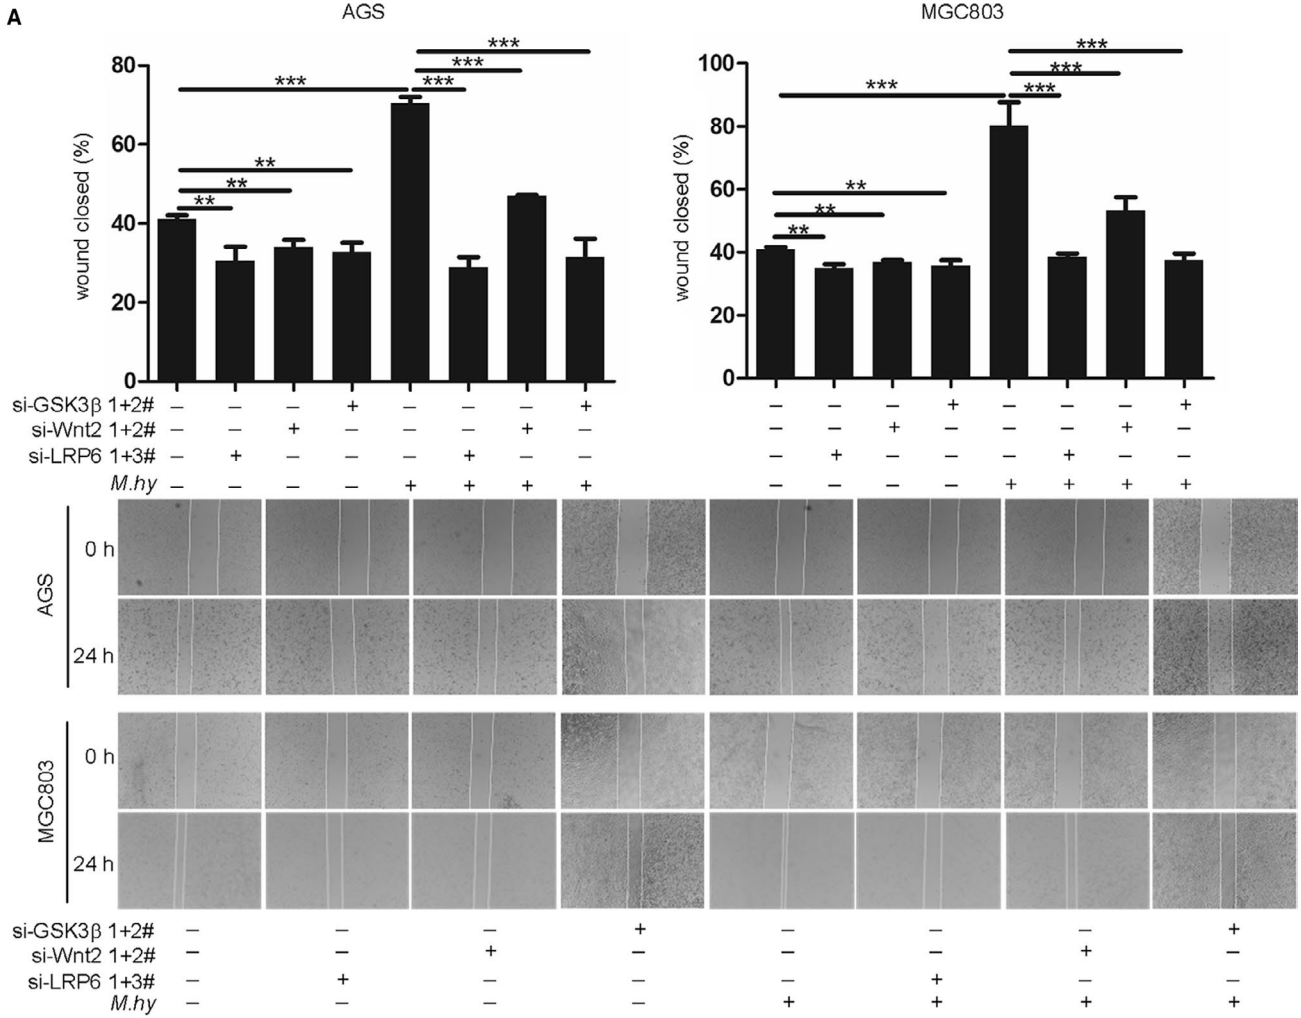 A
AGS
MGC803
***
***
***
***
**
**
**
80
60
40
20
0
wound closed (%)
***
***
***
***
**
**
**
100
80
60
40
20
0
wound closed (%)
si-GSK3β 1+2# – – – + – – – + – – – + – – – +
si-Wnt2 1+2# – – + – – – + – – – + – – – + –
si-LRP6 1+3# – + – – – + – – – + – – – + – –
M.hy – – – – + + + + – – – – + + + +
AGS
0 h
24 h
MGC803
0 h
24 h
si-GSK3β 1+2# – – – + – – – +
si-Wnt2 1+2# – – + – – – + –
si-LRP6 1+3# – + – – – + – –
M.hy – – – – + + + +